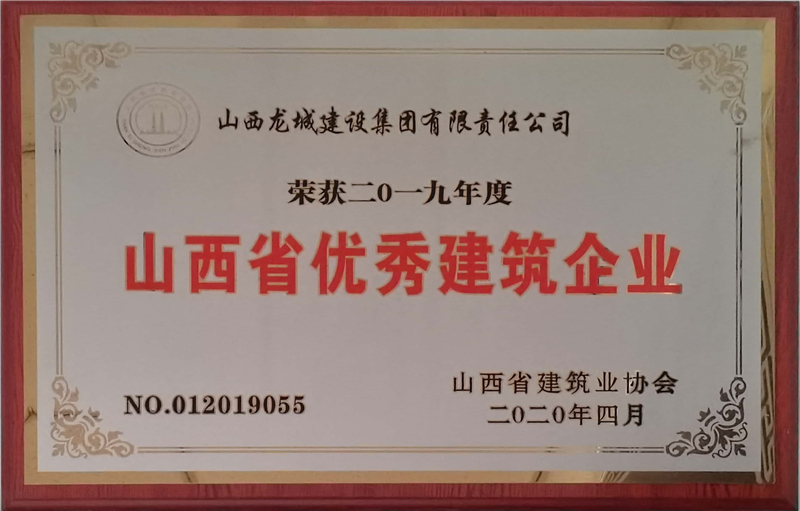 山西龙城建设集团有限责任公司
荣获二0一九年度
山西省优秀建筑企业
NO.012019055
山西省建筑业协会
二0二0年四月